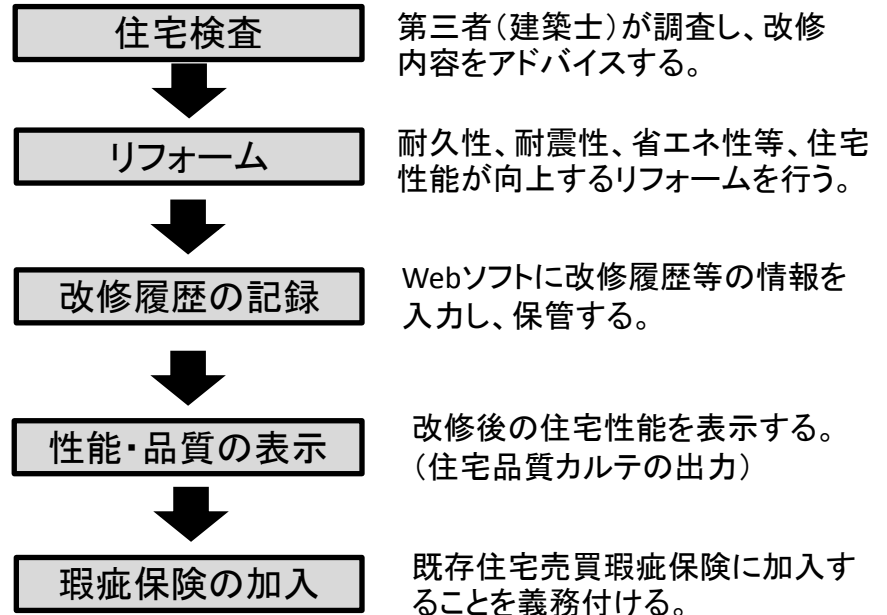 住宅検査
第三者(建築士)が調査し、改修
内容をアドバイスする。
リフォーム
耐久性、耐震性、省エネ性等、住宅
性能が向上するリフォームを行う。
改修履歴の記録
Webソフトに改修履歴等の情報を
入力し、保管する。
性能・品質の表示
改修後の住宅性能を表示する。
(住宅品質カルテの出力)
瑕疵保険の加入
既存住宅売買瑕疵保険に加入す
ることを義務付ける。